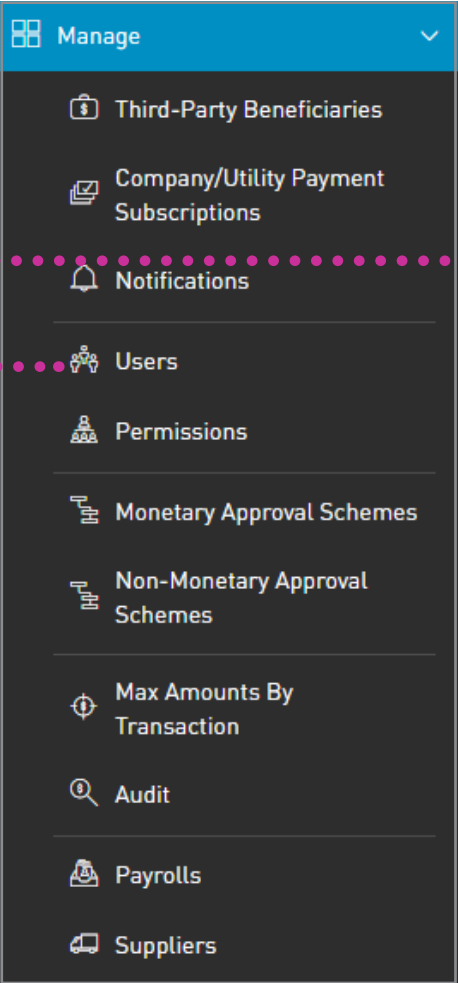 Manage
Third-Party Beneficiaries
Company/Utility Payment
Subscriptions
Notifications
Users
Permissions
Monetary Approval Schemes
Non-Monetary Approval
Schemes
Max Amounts By
Transaction
Audit
Payrolls
Suppliers